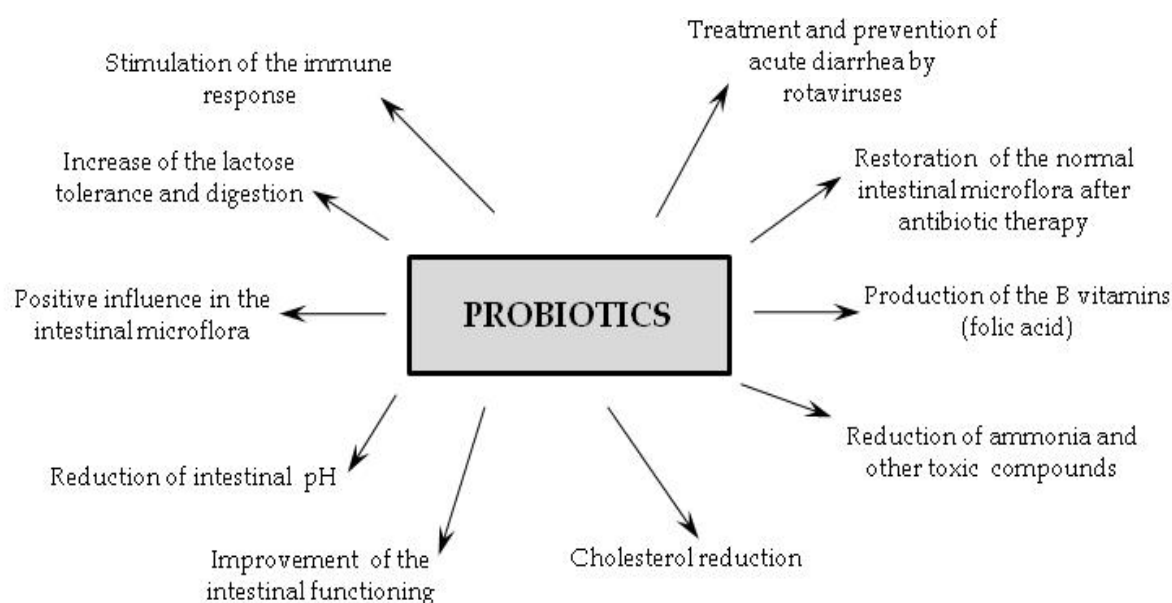 Stimulation of the immune
response
Treatment and prevention of
acute diarrhea by
rotaviruses
Increase of the lactose
tolerance and digestion
Restoration of the normal
intestinal microflora after
antibiotic therapy
Positive influence in the
intestinal microflora
PROBIOTICS
Production of the B vitamins
(folic acid)
Reduction of intestinal pH
Reduction of ammonia and
other toxic compounds
Improvement of the
intestinal functioning
Cholesterol reduction